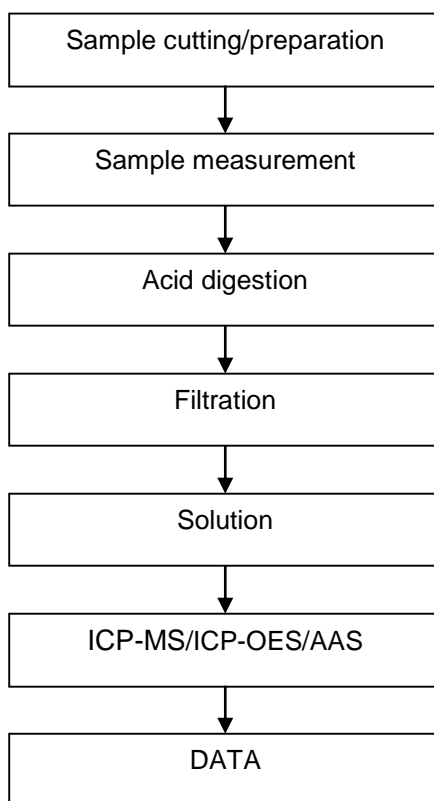 Sample cutting/preparation
Sample measurement
Acid digestion
Filtration
Solution
ICP-MS/ICP-OES/AAS
DATA